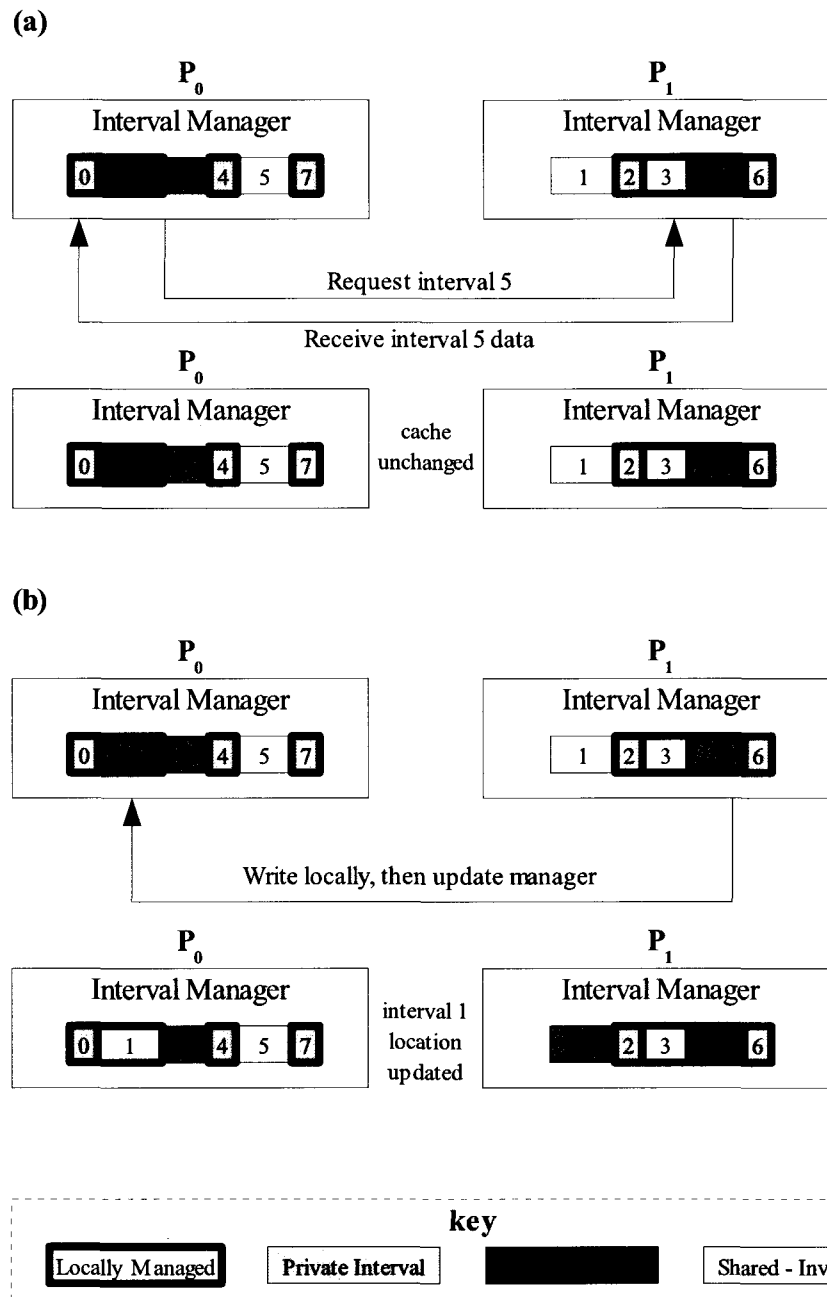 (a)
P0 P1
Interval Manager Interval Manager
0 4 5 7 1 2 3 6
Request interval 5
Receive interval 5 data
P0 P1
Interval Manager Interval Manager
0 4 5 7 cache unchanged 1 2 3 6
(b)
P0 P1
Interval Manager Interval Manager
0 4 5 7 1 2 3 6
Write locally, then update manager
P0 P1
Interval Manager Interval Manager
0 1 4 5 7 interval 1 location updated 2 3 6
key
Locally Managed Private Interval Shared - Inv